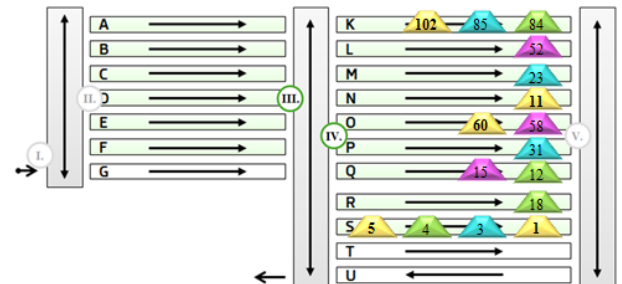 A
B
C
D
E
F
G
I.
II.
III.
IV.
V.
K 102 85 84
L 52
M 23
N 11
O 60 58
P 31
Q 15 12
R 18
S 5 4 3 1
T
U